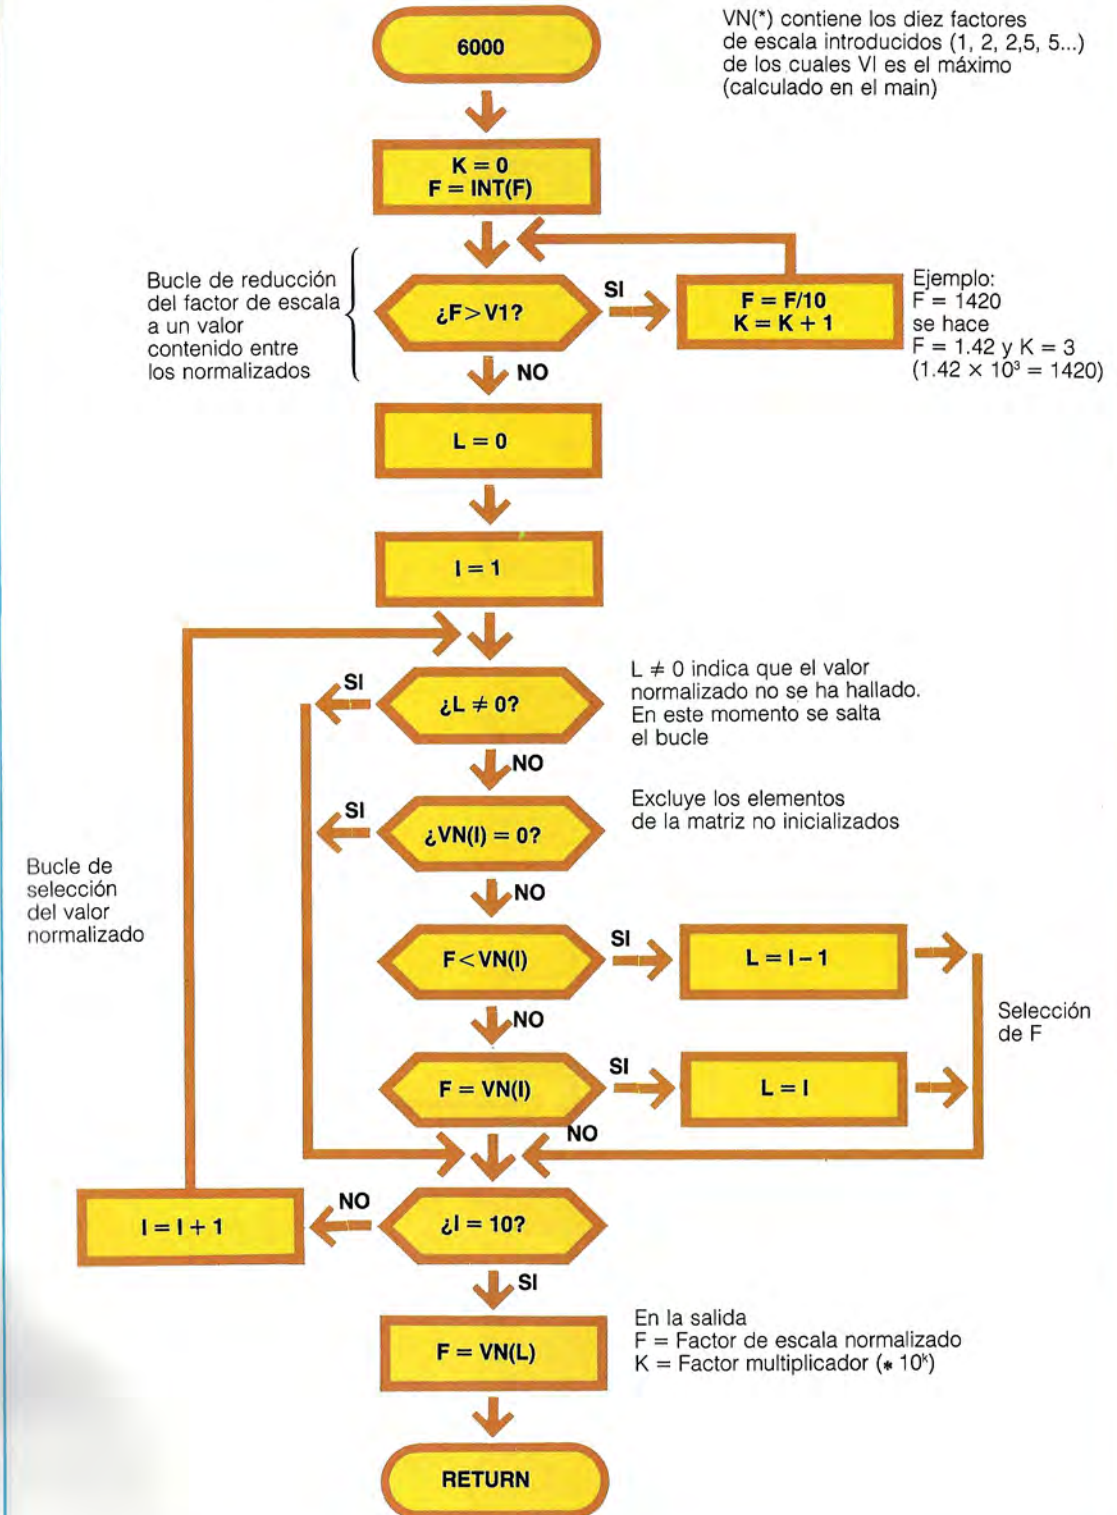 6000
VN(*) contiene los diez factores
de escala introducidos (1, 2, 2,5, 5...)
de los cuales VI es el máximo
(calculado en el main)
K = 0
F = INT(F)
Bucle de reducción
del factor de escala
a un valor
contenido entre
los normalizados
¿F > V1?
SI
F = F/10
K = K + 1
Ejemplo:
F = 1420
se hace
F = 1.42 y K = 3
(1.42 × 10³ = 1420)
NO
L = 0
I = 1
¿L ≠ 0?
SI
L ≠ 0 indica que el valor
normalizado no se ha hallado.
En este momento se salta
el bucle
NO
¿VN(I) = 0?
SI
Excluye los elementos
de la matriz no inicializados
NO
Bucle de
selección
del valor
normalizado
F < VN(I)
SI
L = I – 1
NO
Selección
de F
F = VN(I)
SI
L = I
NO
¿I = 10?
NO
I = I + 1
SI
F = VN(L)
En la salida
F = Factor de escala normalizado
K = Factor multiplicador (* 10ᵏ)
RETURN